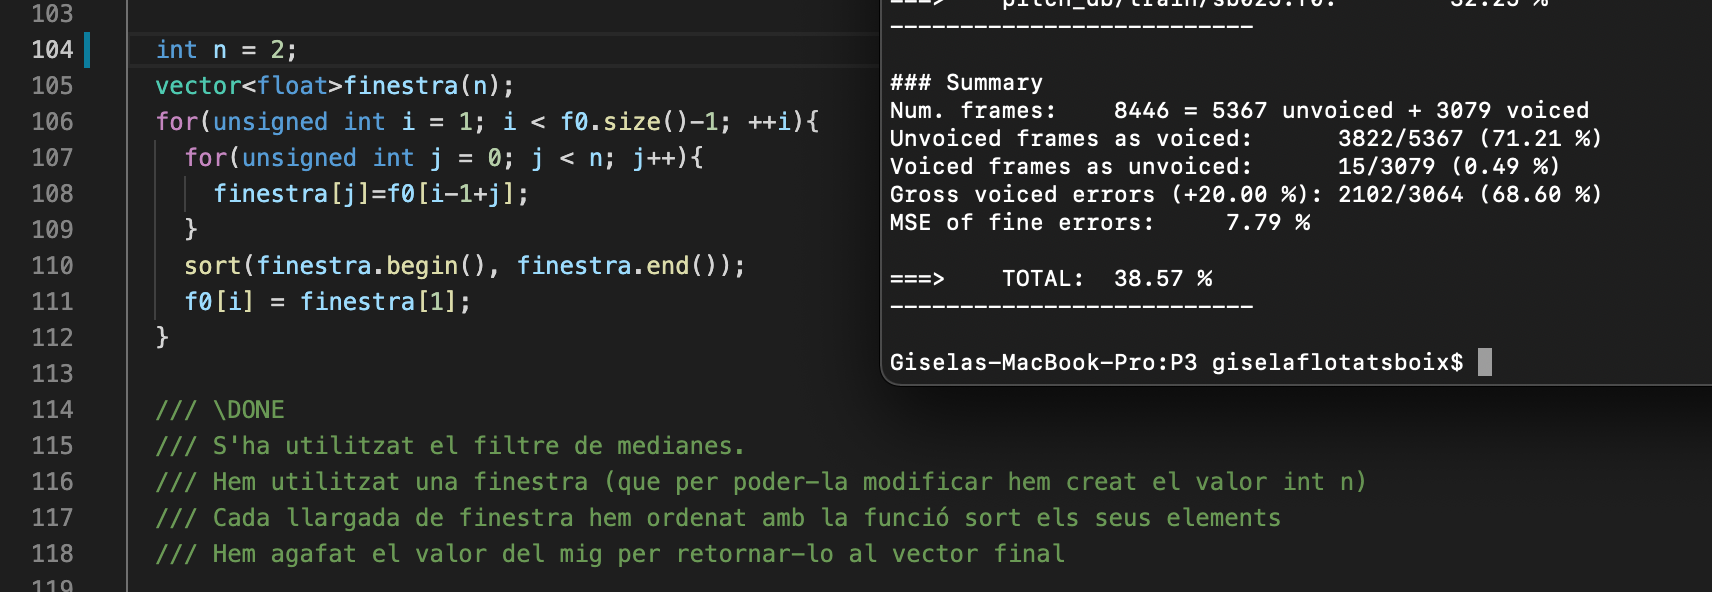 103
104 int n = 2;
105 vector<float>finestra(n);
106 for(unsigned int i = 1; i < f0.size()-1; ++i){
107 for(unsigned int j = 0; j < n; j++){
108 finestra[j]=f0[i-1+j];
109 }
110 sort(finestra.begin(), finestra.end());
111 f0[i] = finestra[1];
112 }
113
114 /// \DONE
115 /// S'ha utilitzat el filtre de medianes.
116 /// Hem utilitzat una finestra (que per poder-la modificar hem creat el valor int n)
117 /// Cada llargada de finestra hem ordenat amb la funció sort els seus elements
118 /// Hem agafat el valor del mig per retornar-lo al vector final
119
===> pitch_db/train/sb025.f0: 52.25 %
--------------------------
### Summary
Num. frames: 8446 = 5367 unvoiced + 3079 voiced
Unvoiced frames as voiced: 3822/5367 (71.21 %)
Voiced frames as unvoiced: 15/3079 (0.49 %)
Gross voiced errors (+20.00 %): 2102/3064 (68.60 %)
MSE of fine errors: 7.79 %
===> TOTAL: 38.57 %
--------------------------
Giselas-MacBook-Pro:P3 giselaflotatsboix$